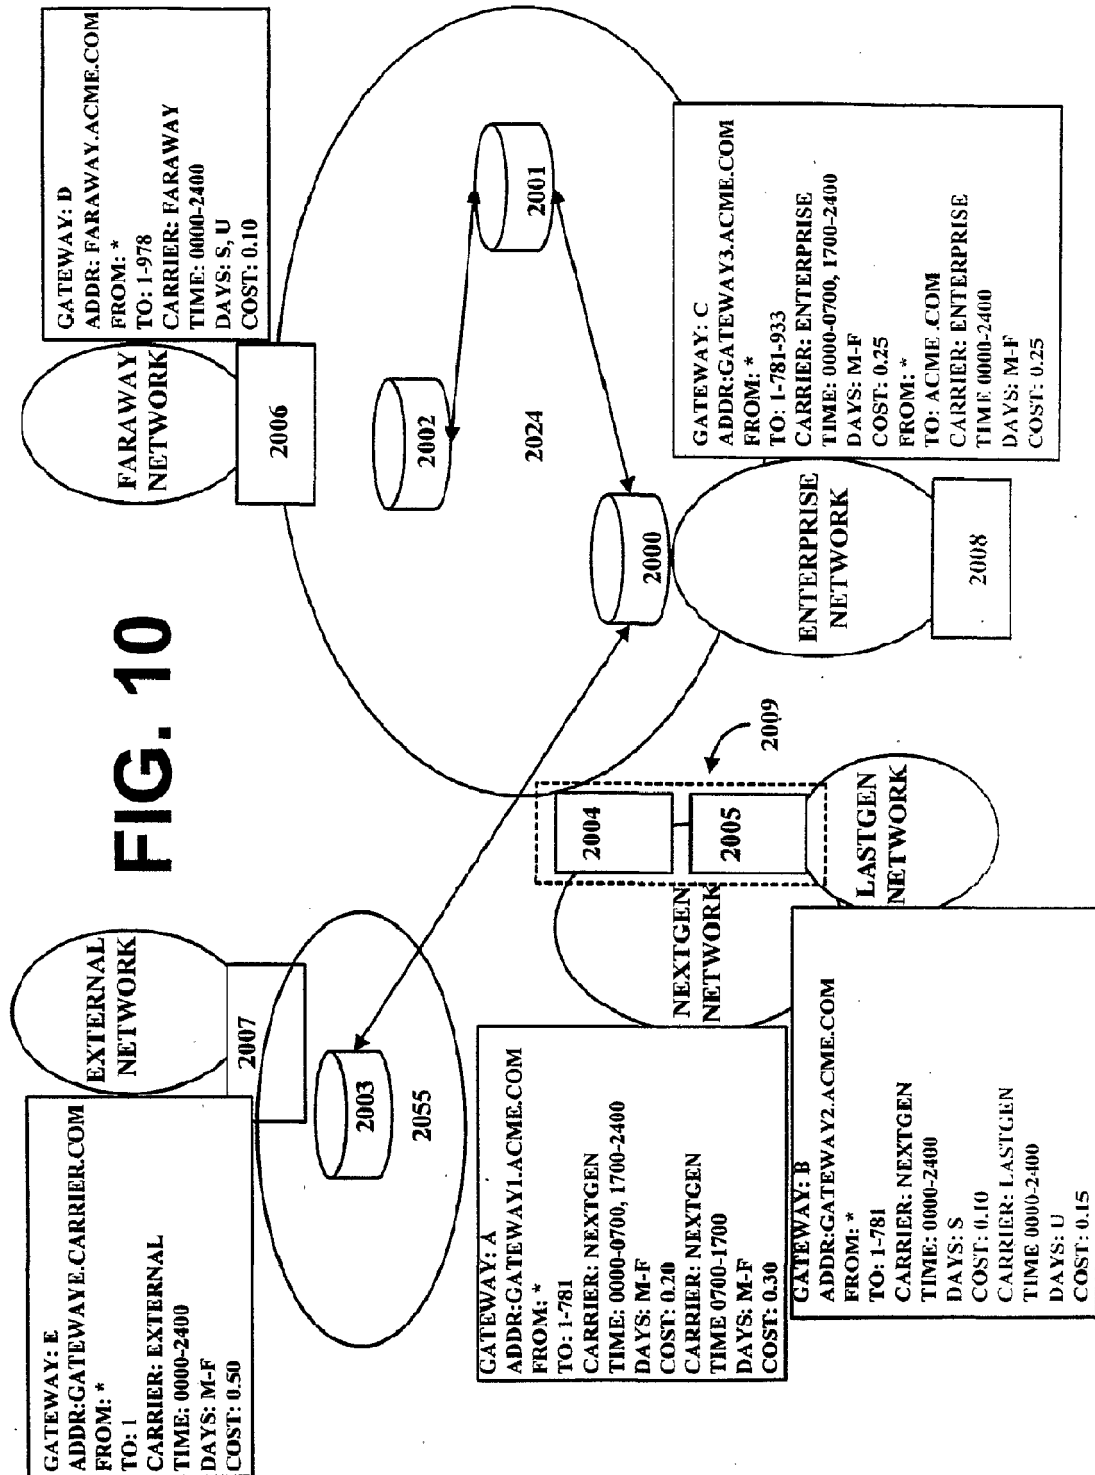 FIG. 10
GATEWAY: E
ADDR:GATEWAYE.CARRIER.COM
FROM: *
TO: 1
CARRIER: EXTERNAL
TIME: 0000-2400
DAYS: M-F
COST: 0.50
EXTERNAL
NETWORK
2007
2003
2055
FARAWAY
NETWORK
2006
GATEWAY: D
ADDR: FARAWAY.ACME.COM
FROM: *
TO: 1-978
CARRIER: FARAWAY
TIME: 0000-2400
DAYS: S, U
COST: 0.10
2002
2024
2001
2000
GATEWAY: A
ADDR:GATEWAY1.ACME.COM
FROM: *
TO: 1-781
CARRIER: NEXTGEN
TIME: 0000-0700, 1700-2400
DAYS: M-F
COST: 0.20
CARRIER: NEXTGEN
TIME 0700-1700
DAYS: M-F
COST: 0.30
NEXTGEN
NETWORK
2004
2005
2009
LASTGEN
NETWORK
GATEWAY: B
ADDR:GATEWAY2.ACME.COM
FROM: *
TO: 1-781
CARRIER: NEXTGEN
TIME: 0000-2400
DAYS: S
COST: 0.10
CARRIER: LASTGEN
TIME 0000-2400
DAYS: U
COST: 0.15
ENTERPRISE
NETWORK
2008
GATEWAY: C
ADDR:GATEWAY3.ACME.COM
FROM: *
TO: 1-781-933
CARRIER: ENTERPRISE
TIME: 0000-0700, 1700-2400
DAYS: M-F
COST: 0.25
FROM: *
TO: ACME.COM
CARRIER: ENTERPRISE
TIME 0000-2400
DAYS: M-F
COST: 0.25